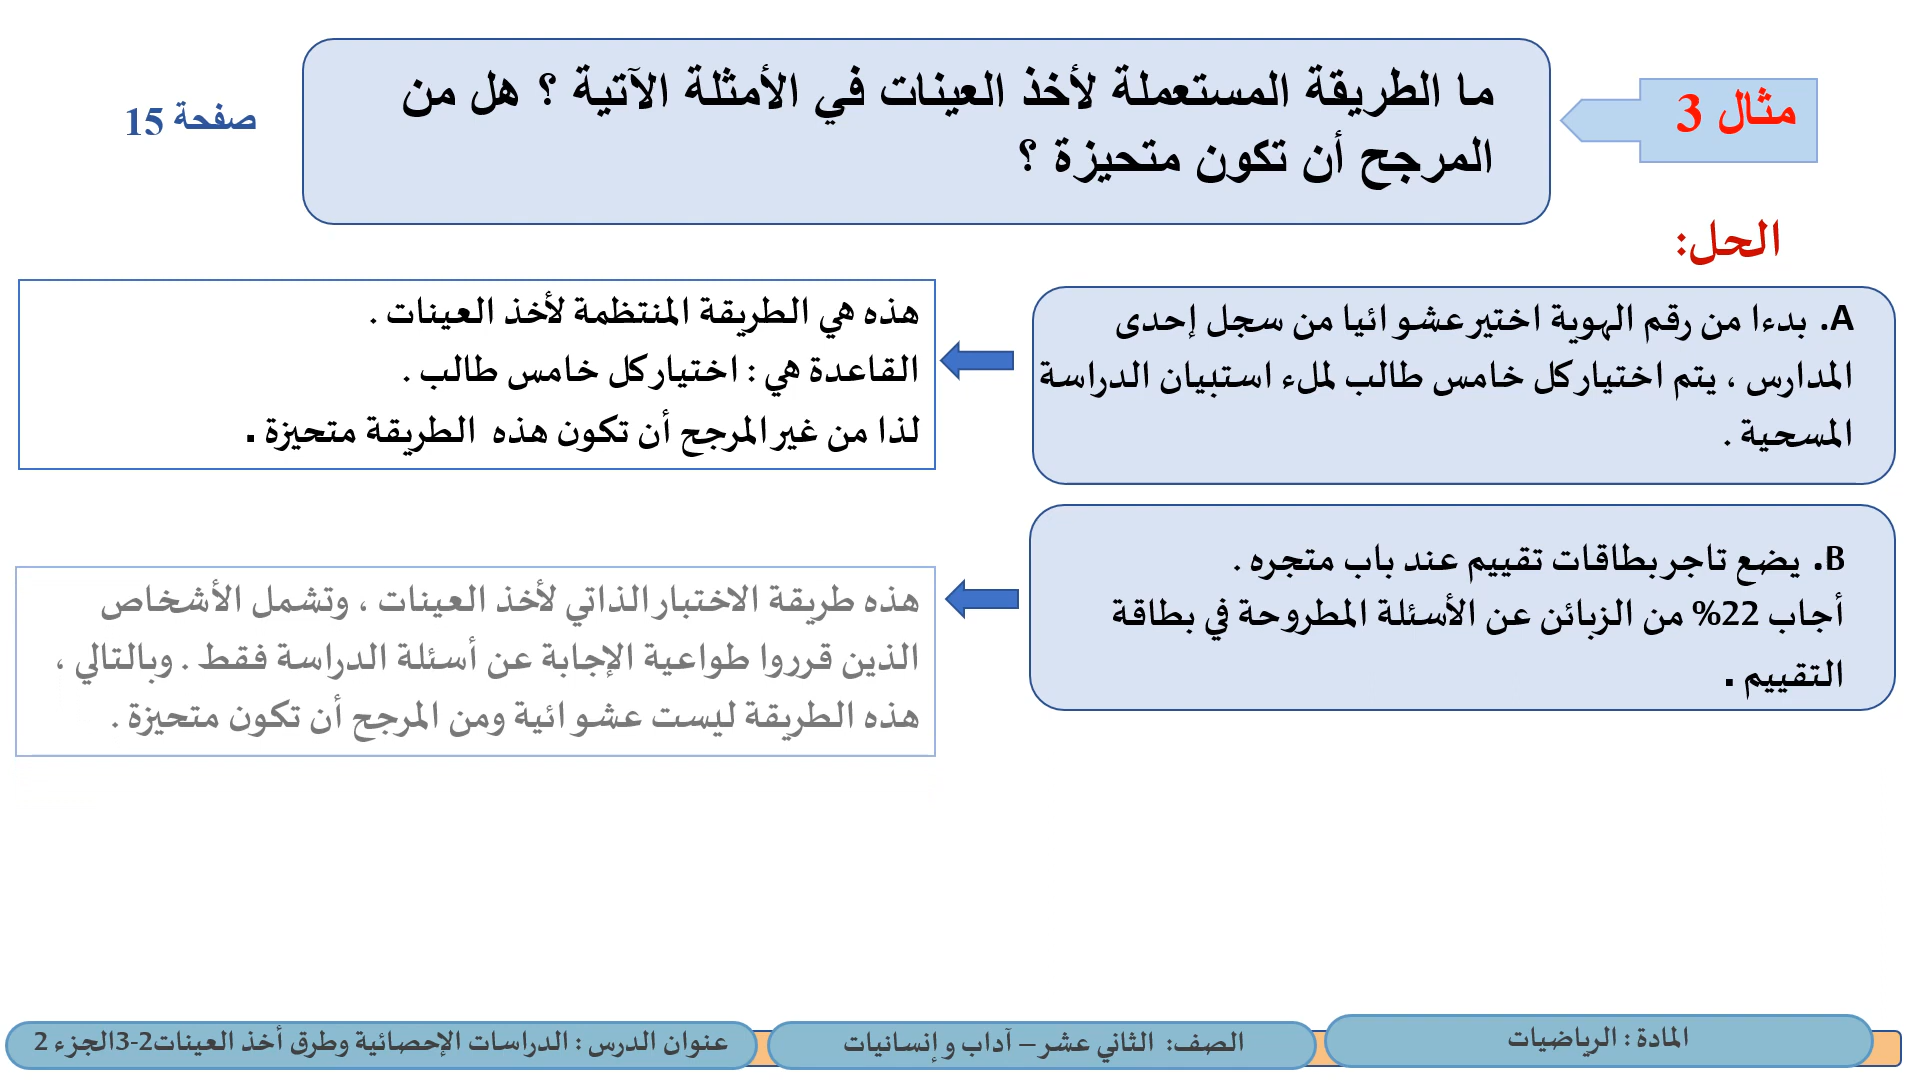 مثال 3
ما الطريقة المستعملة لأخذ العينات في الأمثلة الآتية ؟ هل من
المرجح أن تكون متحيزة ؟
صفحة 15
الحل:
A. بدءا من رقم الهوية اختير عشوائيا من سجل إحدى
المدارس ، يتم اختيار كل خامس طالب لملء استبيان الدراسة
المسحية .
هذه هي الطريقة المنتظمة لأخذ العينات .
القاعدة هي : اختيار كل خامس طالب .
لذا من غير المرجح أن تكون هذه الطريقة متحيزة .
B. يضع تاجر بطاقات تقييم عند باب متجره .
أجاب 22% من الزبائن عن الأسئلة المطروحة في بطاقة
التقييم .
هذه طريقة الاختبار الذاتي لأخذ العينات ، وتشمل الأشخاص
الذين قرروا طواعية الإجابة عن أسئلة الدراسة فقط . وبالتالي ،
هذه الطريقة ليست عشوائية ومن المرجح أن تكون متحيزة .
المادة : الرياضيات
الصف: الثاني عشر – آداب وإنسانيات
عنوان الدرس : الدراسات الإحصائية وطرق أخذ العينات2-3الجزء 2